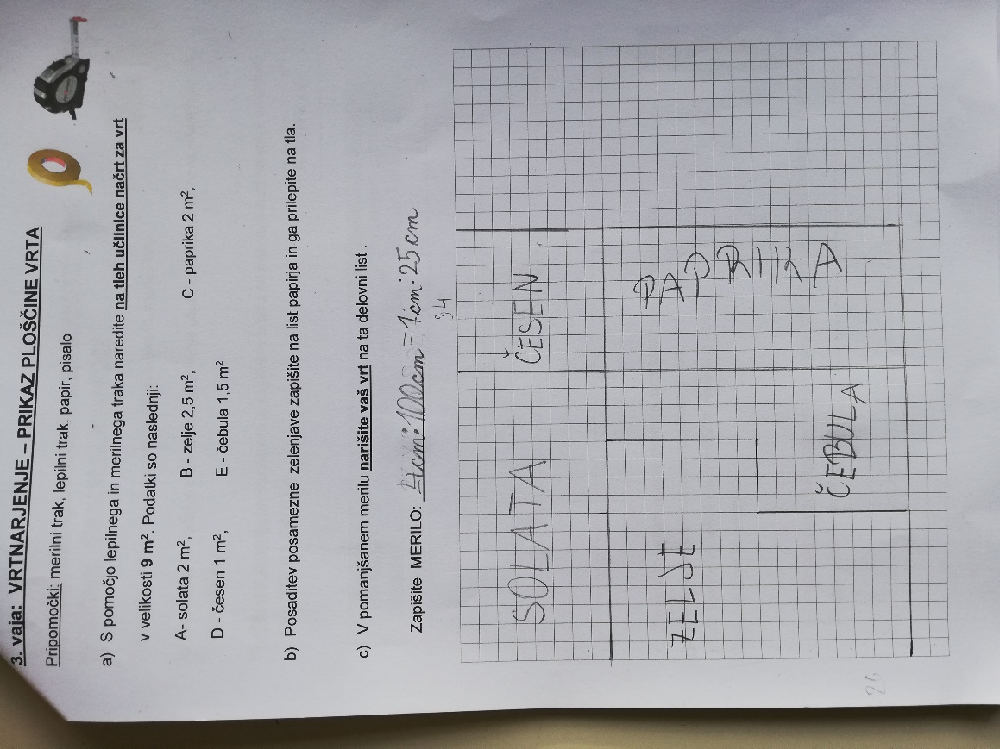 3. vaja: VRTNARJENJE – PRIKAZ PLOŠČINE VRTA
Pripomočki: merilni trak, lepilni trak, papir, pisalo
a) S pomočjo lepilnega in merilnega traka naredite na tleh učilnice načrt za vrt
v velikosti 9 m². Podatki so naslednji:
A- solata 2 m², B - zelje 2,5 m², C - paprika 2 m²,
D - česen 1 m², E - čebula 1,5 m²
b) Posaditev posamezne zelenjave zapišite na list papirja in ga prilepite na tla.
c) V pomanjšanem merilu narišite vaš vrt na ta delovni list .
Zapišite MERILO: 4cm:100cm =1cm:25cm
34
SOLATA ČESEN
ZELJE PAPRIKA
ČEBULA
26